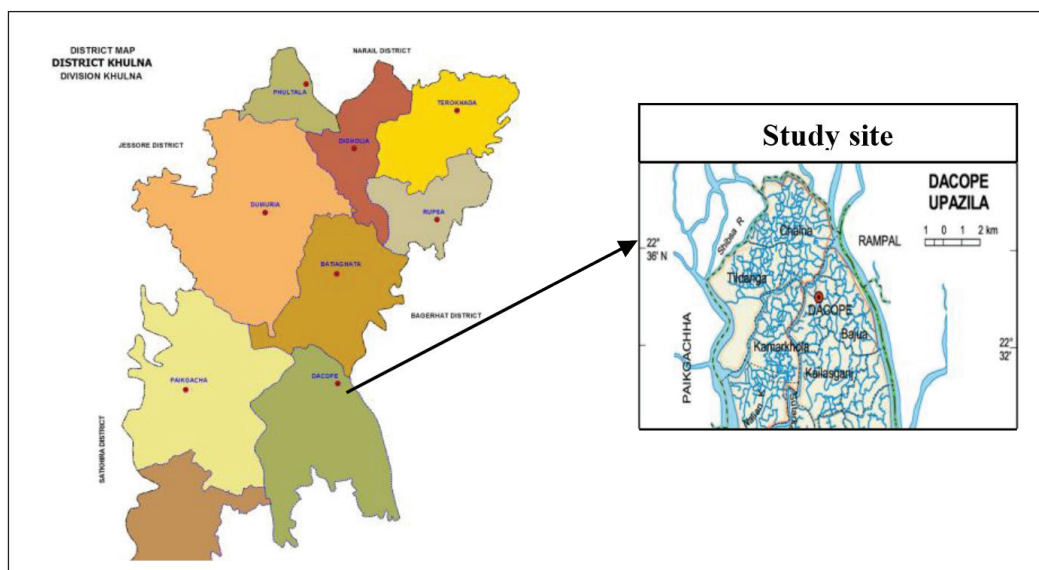 DISTRICT MAP
DISTRICT KHULNA
DIVISION KHULNA
NARAIL DISTRICT
PHULTALA
TEROKHADA
DIGHOLIA
JESSORE DISTRICT
DUMURIA
RUPSA
BATIAGHATA
BAGERHAT DISTRICT
DACOPE
PAIKGACHA
SATKHIRA DISTRICT
Study site
DACOPE
UPAZILA
1 0 1 2 km
22°
36' N
Shibsa R
Chalna
RAMPAL
Tildanga
DACOPE
Bajua
Kamarkhola
22°
32'
Kailasganj
PAIKGACHHA